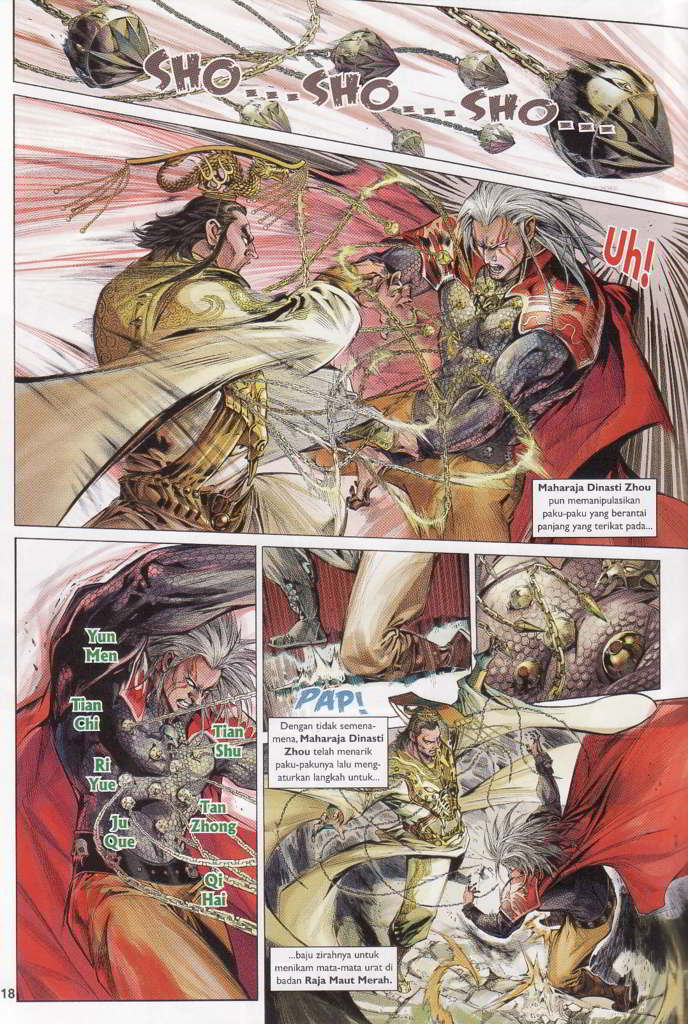 SHO...SHO...SHO...
Uh!
Maharaja Dinasti Zhou
pun memanipulasikan
paku-paku yang berantai
panjang yang terikat pada...
Yun
Men
Tian
Chi
Tian
Shu
Ri
Yue
Tan
Zhong
Ju
Que
Qi
Hai
PAP!
Dengan tidak semena-
mena, Maharaja Dinasti
Zhou telah menarik
paku-pakunya lalu meng-
aturkan langkah untuk...
...baju zirahnya untuk
menikam mata-mata urat di
badan Raja Maut Merah.
18